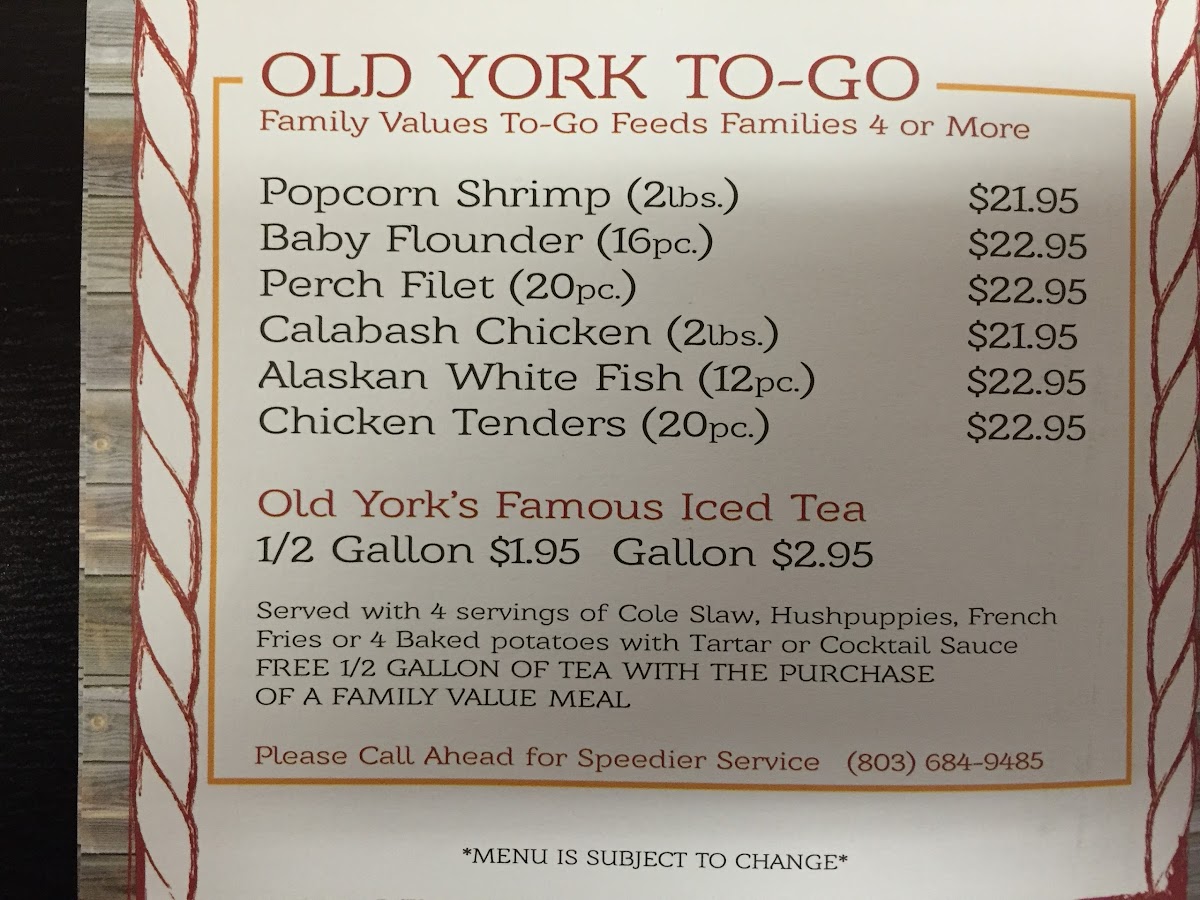 OLD YORK TO-GO
Family Values To-Go Feeds Families 4 or More
Popcorn Shrimp (2lbs.) $21.95
Baby Flounder (16pc.) $22.95
Perch Filet (20pc.) $22.95
Calabash Chicken (2lbs.) $21.95
Alaskan White Fish (12pc.) $22.95
Chicken Tenders (20pc.) $22.95
Old York's Famous Iced Tea
1/2 Gallon $1.95 Gallon $2.95
Served with 4 servings of Cole Slaw, Hushpuppies, French
Fries or 4 Baked potatoes with Tartar or Cocktail Sauce
FREE 1/2 GALLON OF TEA WITH THE PURCHASE
OF A FAMILY VALUE MEAL
Please Call Ahead for Speedier Service (803) 684-9485
*MENU IS SUBJECT TO CHANGE*